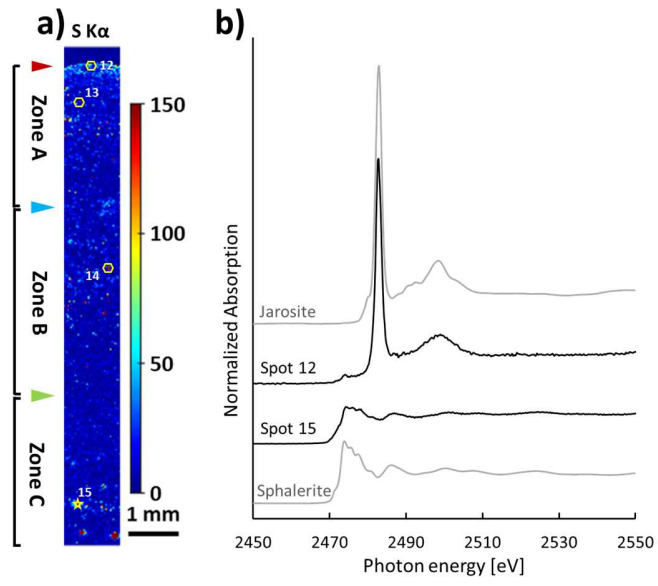 a)
S Kα
12
13
14
15
Zone A
Zone B
Zone C
150
100
50
0
1 mm
b)
Normalized Absorption
Jarosite
Spot 12
Spot 15
Sphalerite
2450 2470 2490 2510 2530 2550
Photon energy [eV]